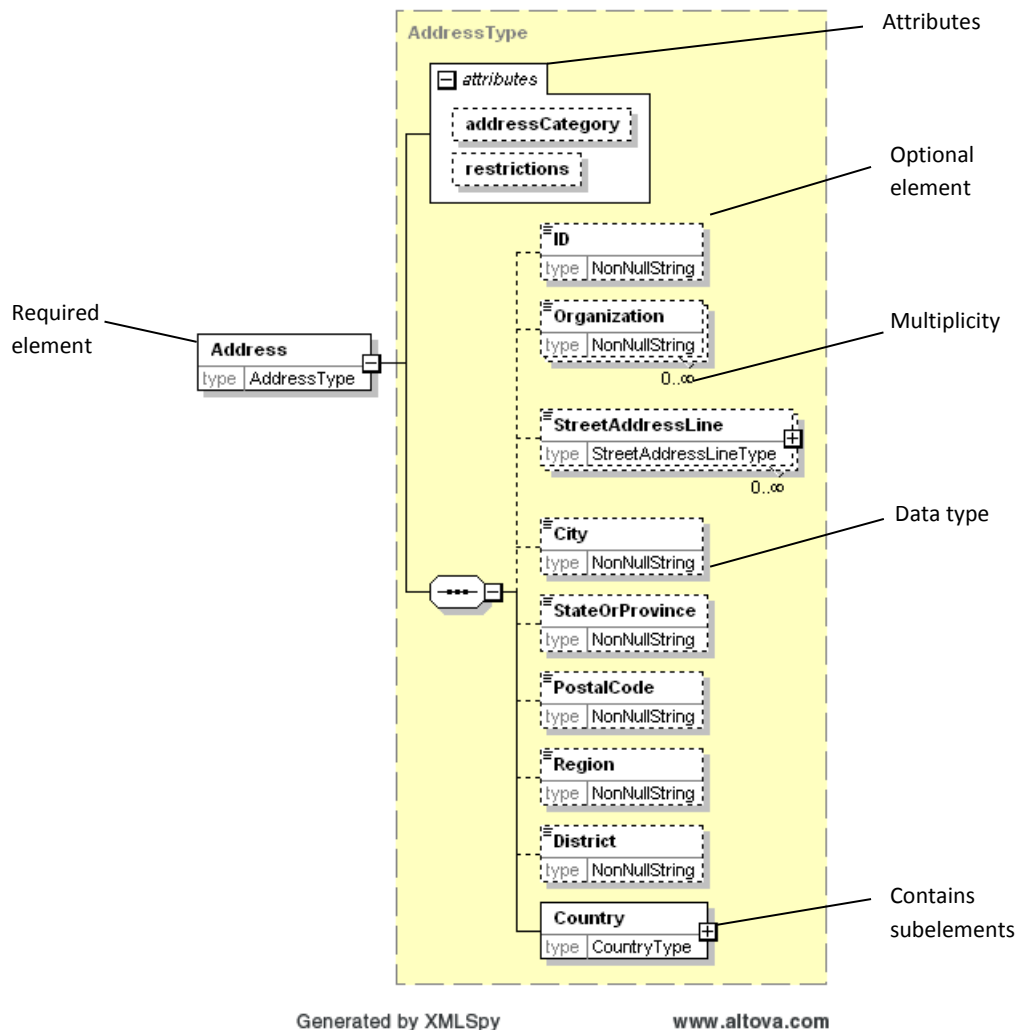 AddressType
Attributes
attributes
addressCategory
restrictions
Optional
element
ID
type NonNullString
Organization
type NonNullString
0..∞
Multiplicity
Required
element
Address
type AddressType
StreetAddressLine
type StreetAddressLineType
0..∞
Data type
City
type NonNullString
StateOrProvince
type NonNullString
PostalCode
type NonNullString
Region
type NonNullString
District
type NonNullString
Country
type CountryType
Contains
subelements
Generated by XMLSpy www.altova.com